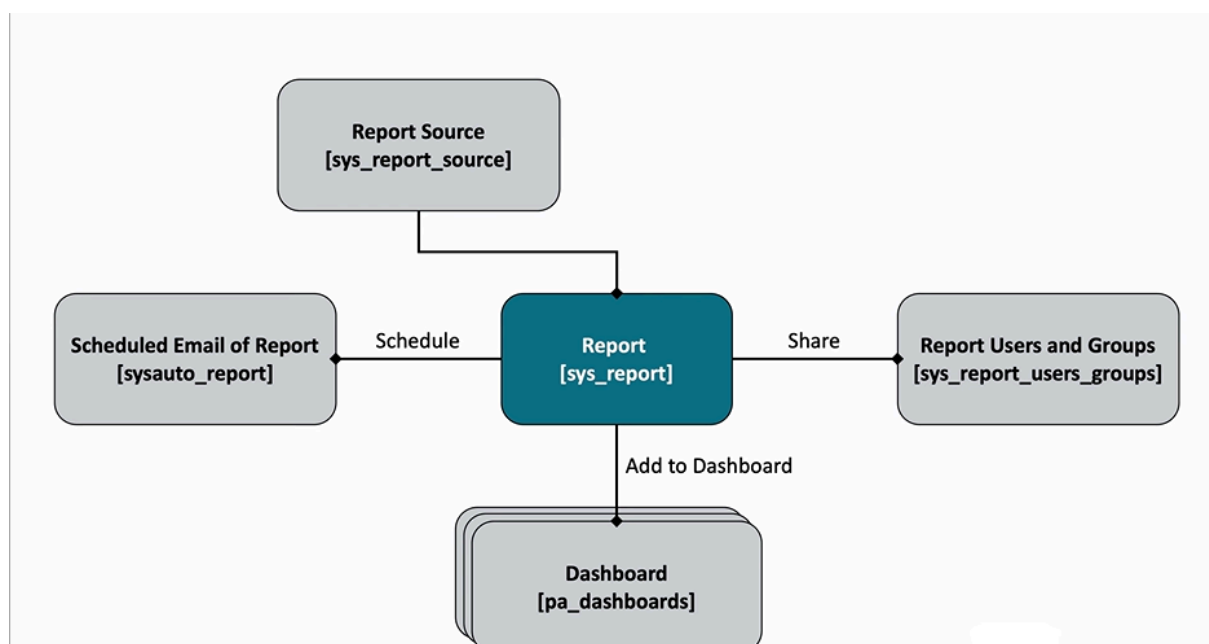 Report Source
[sys_report_source]
Scheduled Email of Report
[sysauto_report]
Schedule
Report
[sys_report]
Share
Report Users and Groups
[sys_report_users_groups]
Add to Dashboard
Dashboard
[pa_dashboards]